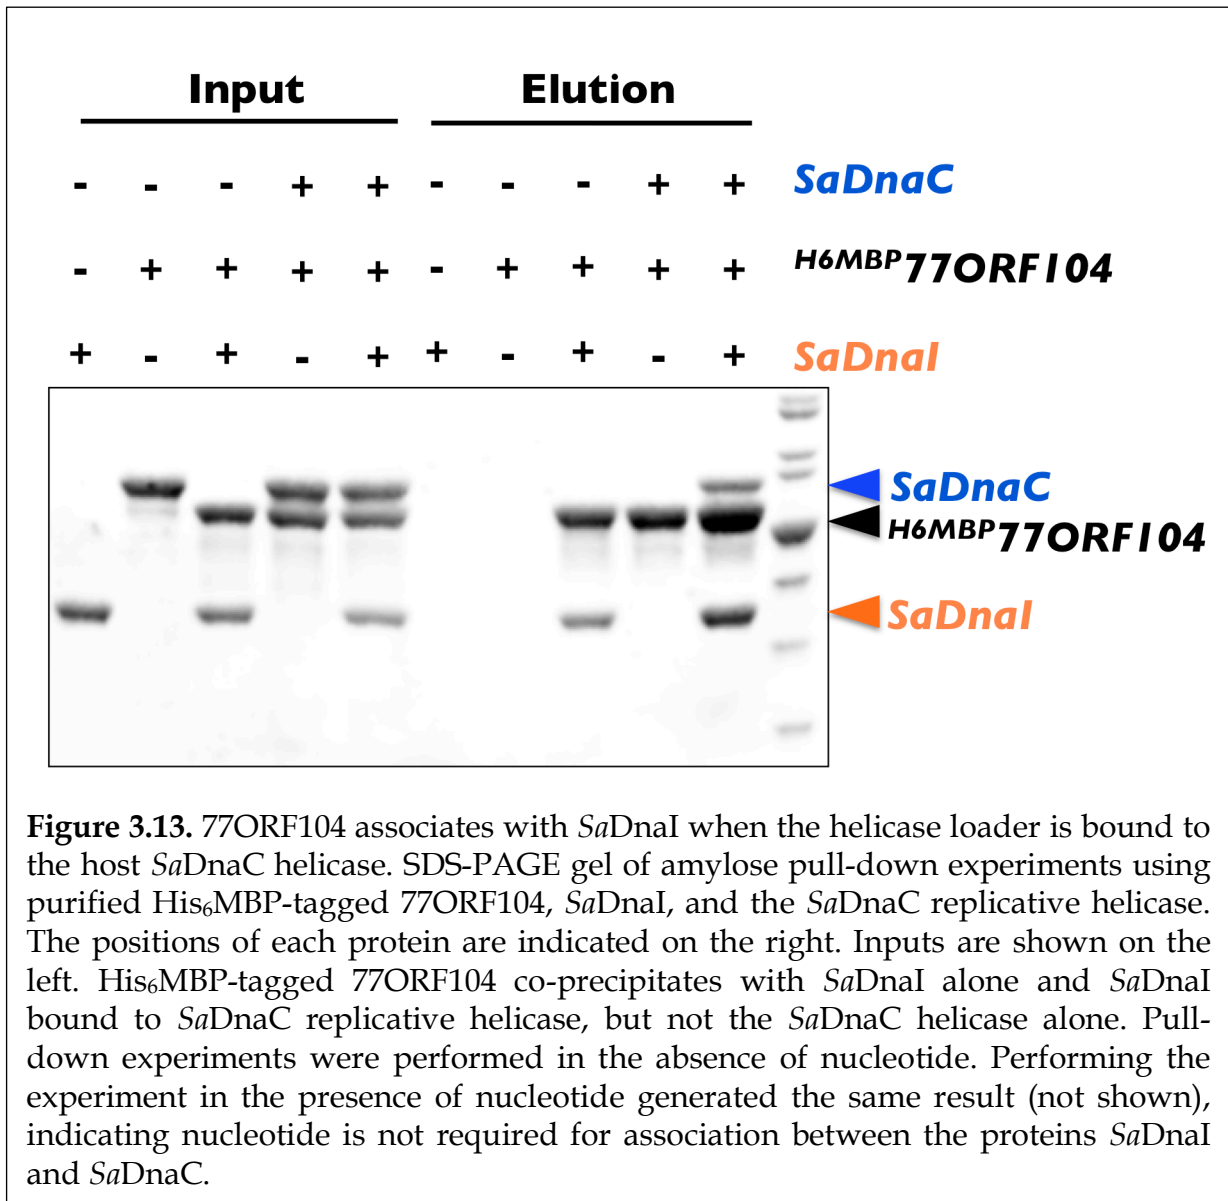 Input Elution
- - - + + - - - + + SaDnaC
- + + + + - + + + + H6MBP77ORF104
+ - + - + + - + - + SaDnaI
SaDnaC
H6MBP77ORF104
SaDnaI
Figure 3.13. 77ORF104 associates with SaDnaI when the helicase loader is bound to
the host SaDnaC helicase. SDS-PAGE gel of amylose pull-down experiments using
purified His6MBP-tagged 77ORF104, SaDnaI, and the SaDnaC replicative helicase.
The positions of each protein are indicated on the right. Inputs are shown on the
left. His6MBP-tagged 77ORF104 co-precipitates with SaDnaI alone and SaDnaI
bound to SaDnaC replicative helicase, but not the SaDnaC helicase alone. Pull-
down experiments were performed in the absence of nucleotide. Performing the
experiment in the presence of nucleotide generated the same result (not shown),
indicating nucleotide is not required for association between the proteins SaDnaI
and SaDnaC.